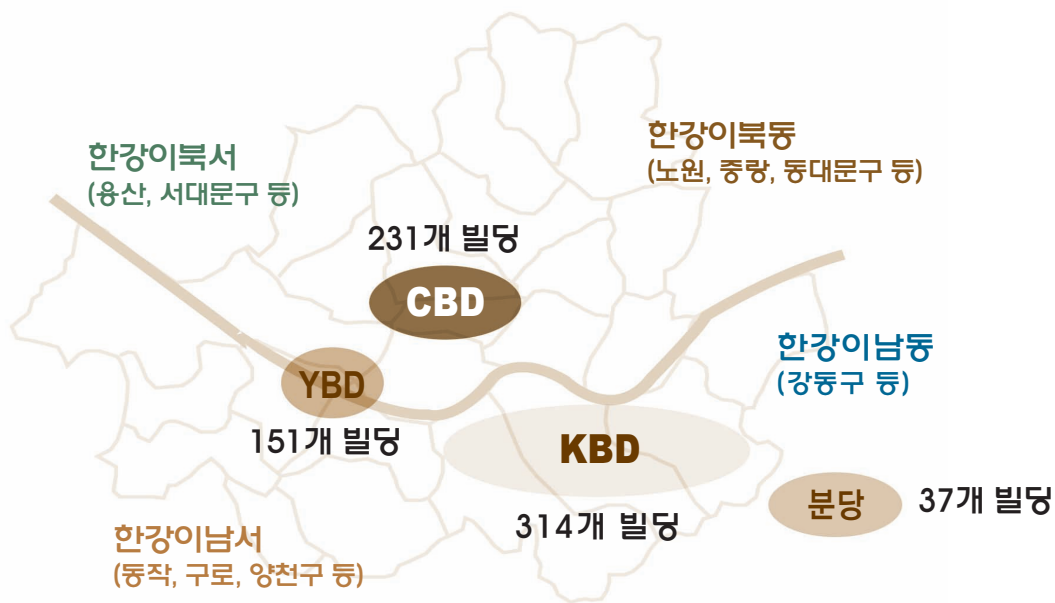 한강이북서
(용산, 서대문구 등)
한강이북동
(노원, 중랑, 동대문구 등)
231개 빌딩
CBD
YBD
151개 빌딩
한강이남동
(강동구 등)
KBD
314개 빌딩
분당
37개 빌딩
한강이남서
(동작, 구로, 양천구 등)